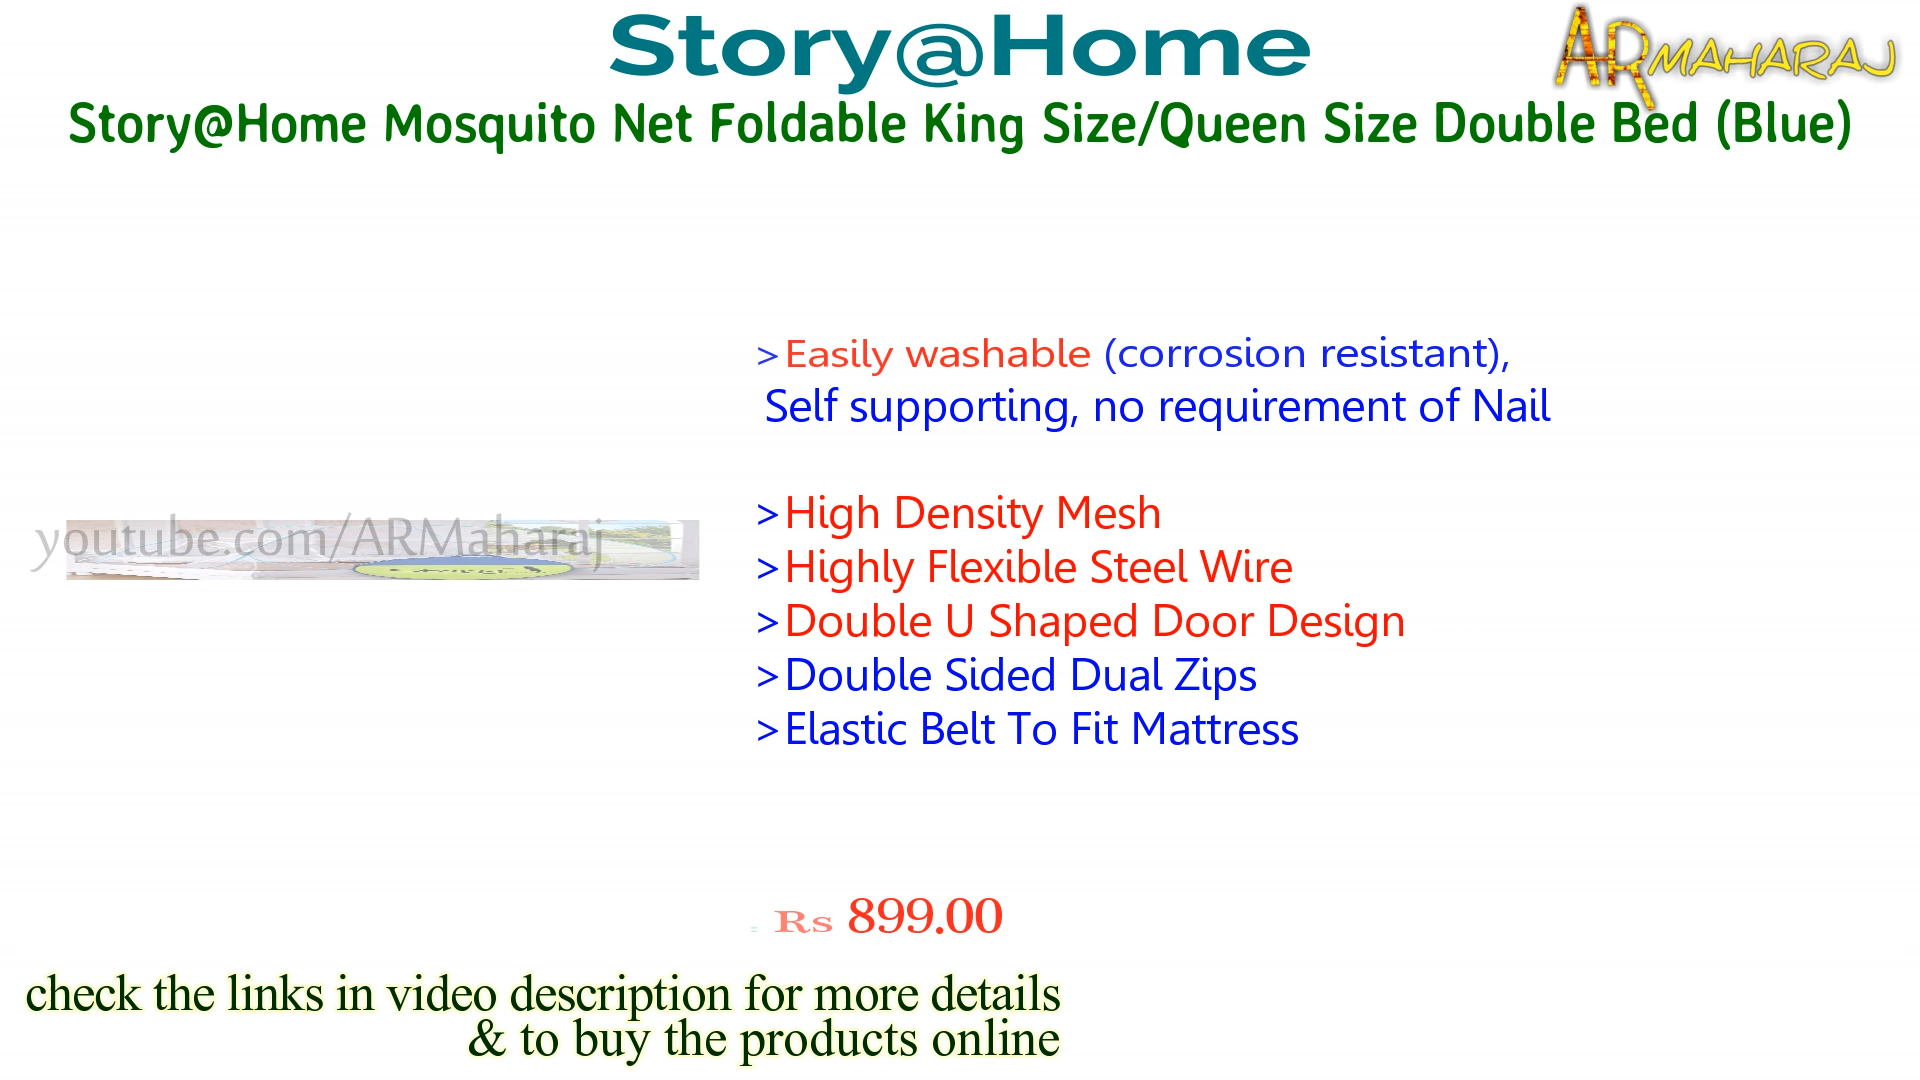 Story@Home
ARMAHARAJ
Story@Home Mosquito Net Foldable King Size/Queen Size Double Bed (Blue)
>Easily washable (corrosion resistant),
Self supporting, no requirement of Nail
>High Density Mesh
youtube.com/ARMaharaj
>Highly Flexible Steel Wire
>Double U Shaped Door Design
>Double Sided Dual Zips
>Elastic Belt To Fit Mattress
Rs 899.00
check the links in video description for more details
& to buy the products online